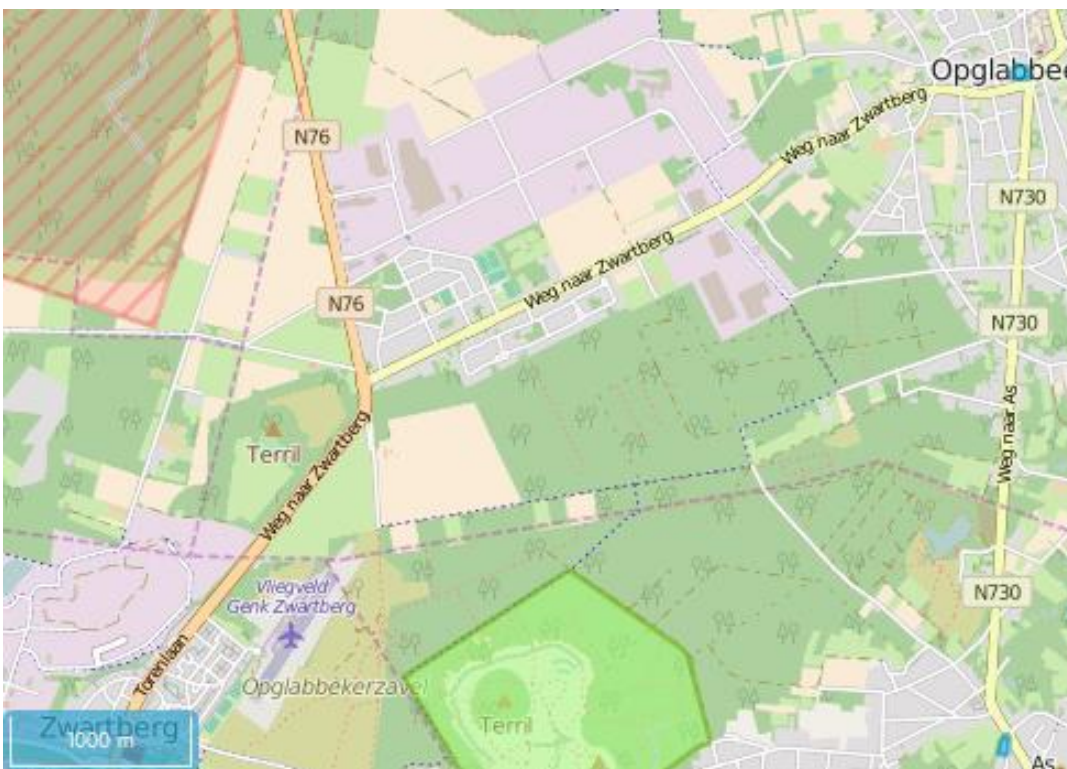 Opglabbee
N76
Weg naar Zwartberg
N730
Weg naar Zwartberg
N76
N730
Weg naar As
Terril
Weg naar Zwartberg
Vliegveld
Genk Zwartberg
N730
Torenlaan
Opglabbekerzavel
Terril
Zwartberg
1000 m
As